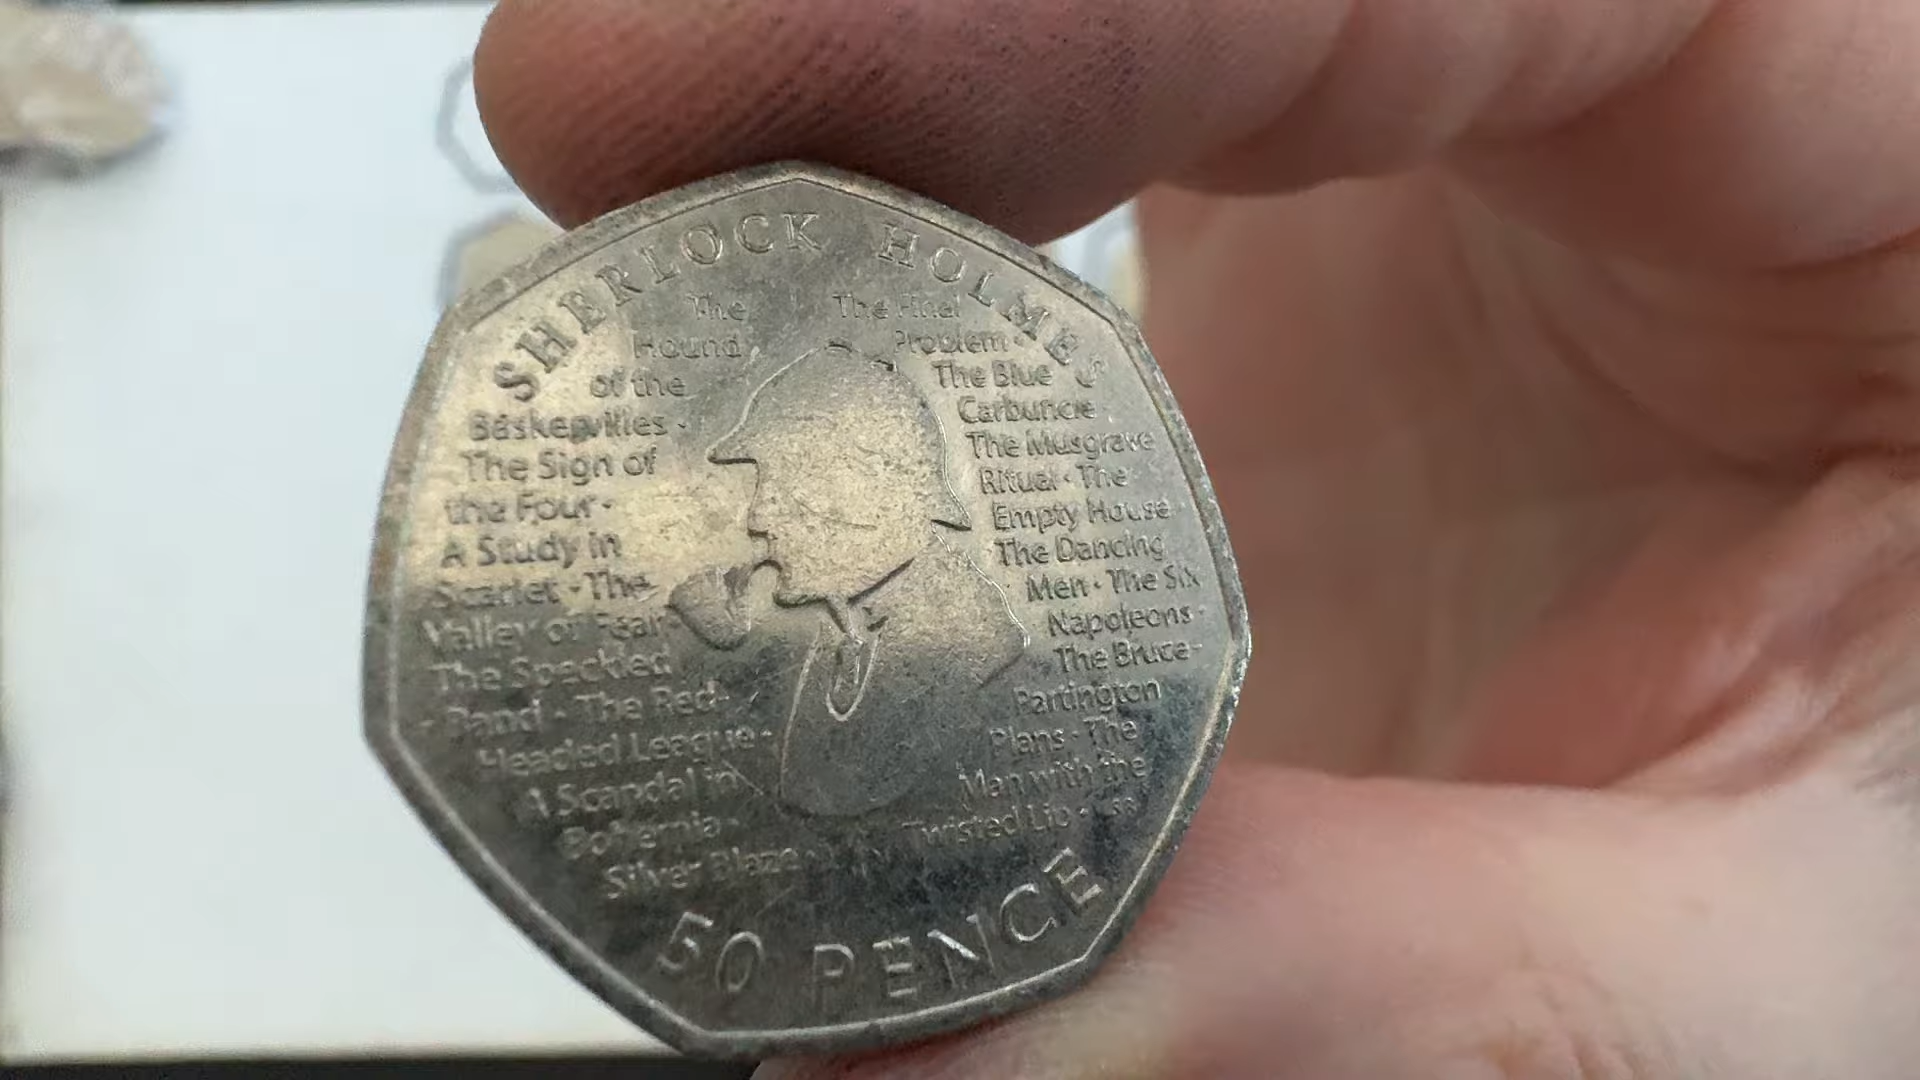 SHERLOCK HOLMES
The
Hound
of the
Baskervilles ·
The Sign of
the Four ·
A Study in
Scarlet · The
Valley of Fear ·
The Speckled
Band · The Red-
Headed League ·
A Scandal in
Bohemia ·
Silver Blaze ·
The Final
Problem ·
The Blue
Carbuncle ·
The Musgrave
Ritual · The
Empty House ·
The Dancing
Men · The Six
Napoleons ·
The Bruce-
Partington
Plans · The
Man with the
Twisted Lip ·
50 PENCE